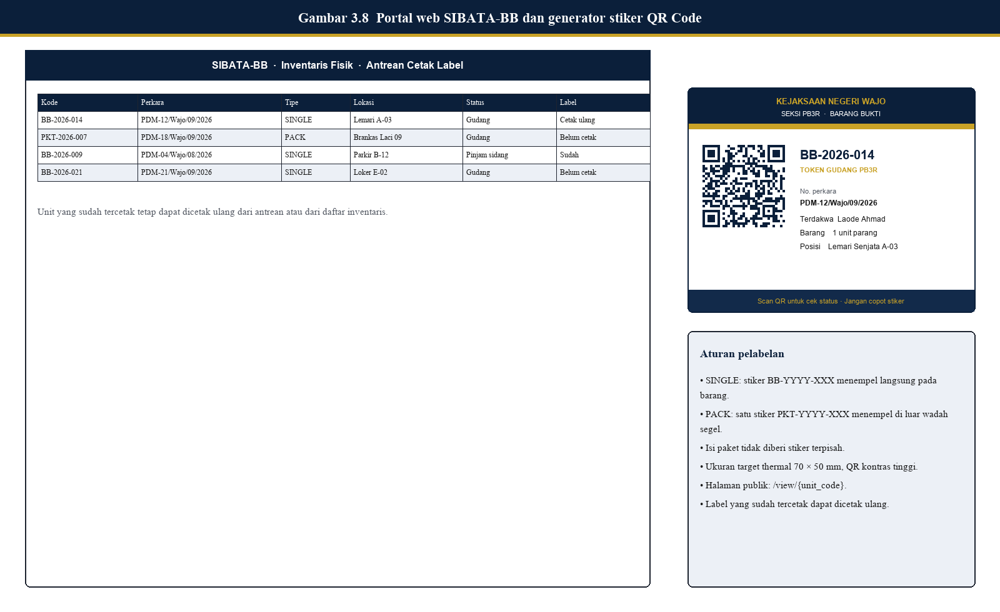 Gambar 3.8  Portal web SIBATA-BB dan generator stiker QR Code
SIBATA-BB · Inventaris Fisik · Antrean Cetak Label
Kode Perkara Tipe Lokasi Status Label
BB-2026-014 PDM-12/Wajo/09/2026 SINGLE Lemari A-03 Gudang Cetak ulang
PKT-2026-007 PDM-18/Wajo/09/2026 PACK Brankas Laci 09 Gudang Belum cetak
BB-2026-009 PDM-04/Wajo/08/2026 SINGLE Parkir B-12 Pinjam sidang Sudah
BB-2026-021 PDM-21/Wajo/09/2026 SINGLE Loker E-02 Gudang Belum cetak
Unit yang sudah tercetak tetap dapat dicetak ulang dari antrean atau dari daftar inventaris.
KEJAKSAAN NEGERI WAJO
SEKSI PB3R · BARANG BUKTI
BB-2026-014
TOKEN GUDANG PB3R
No. perkara
PDM-12/Wajo/09/2026
Terdakwa Laode Ahmad
Barang 1 unit parang
Posisi Lemari Senjata A-03
Scan QR untuk cek status · Jangan copot stiker
Aturan pelabelan
• SINGLE: stiker BB-YYYY-XXX menempel langsung pada
barang.
• PACK: satu stiker PKT-YYYY-XXX menempel di luar wadah
segel.
• Isi paket tidak diberi stiker terpisah.
• Ukuran target thermal 70 × 50 mm, QR kontras tinggi.
• Halaman publik: /view/{unit_code}.
• Label yang sudah tercetak dapat dicetak ulang.